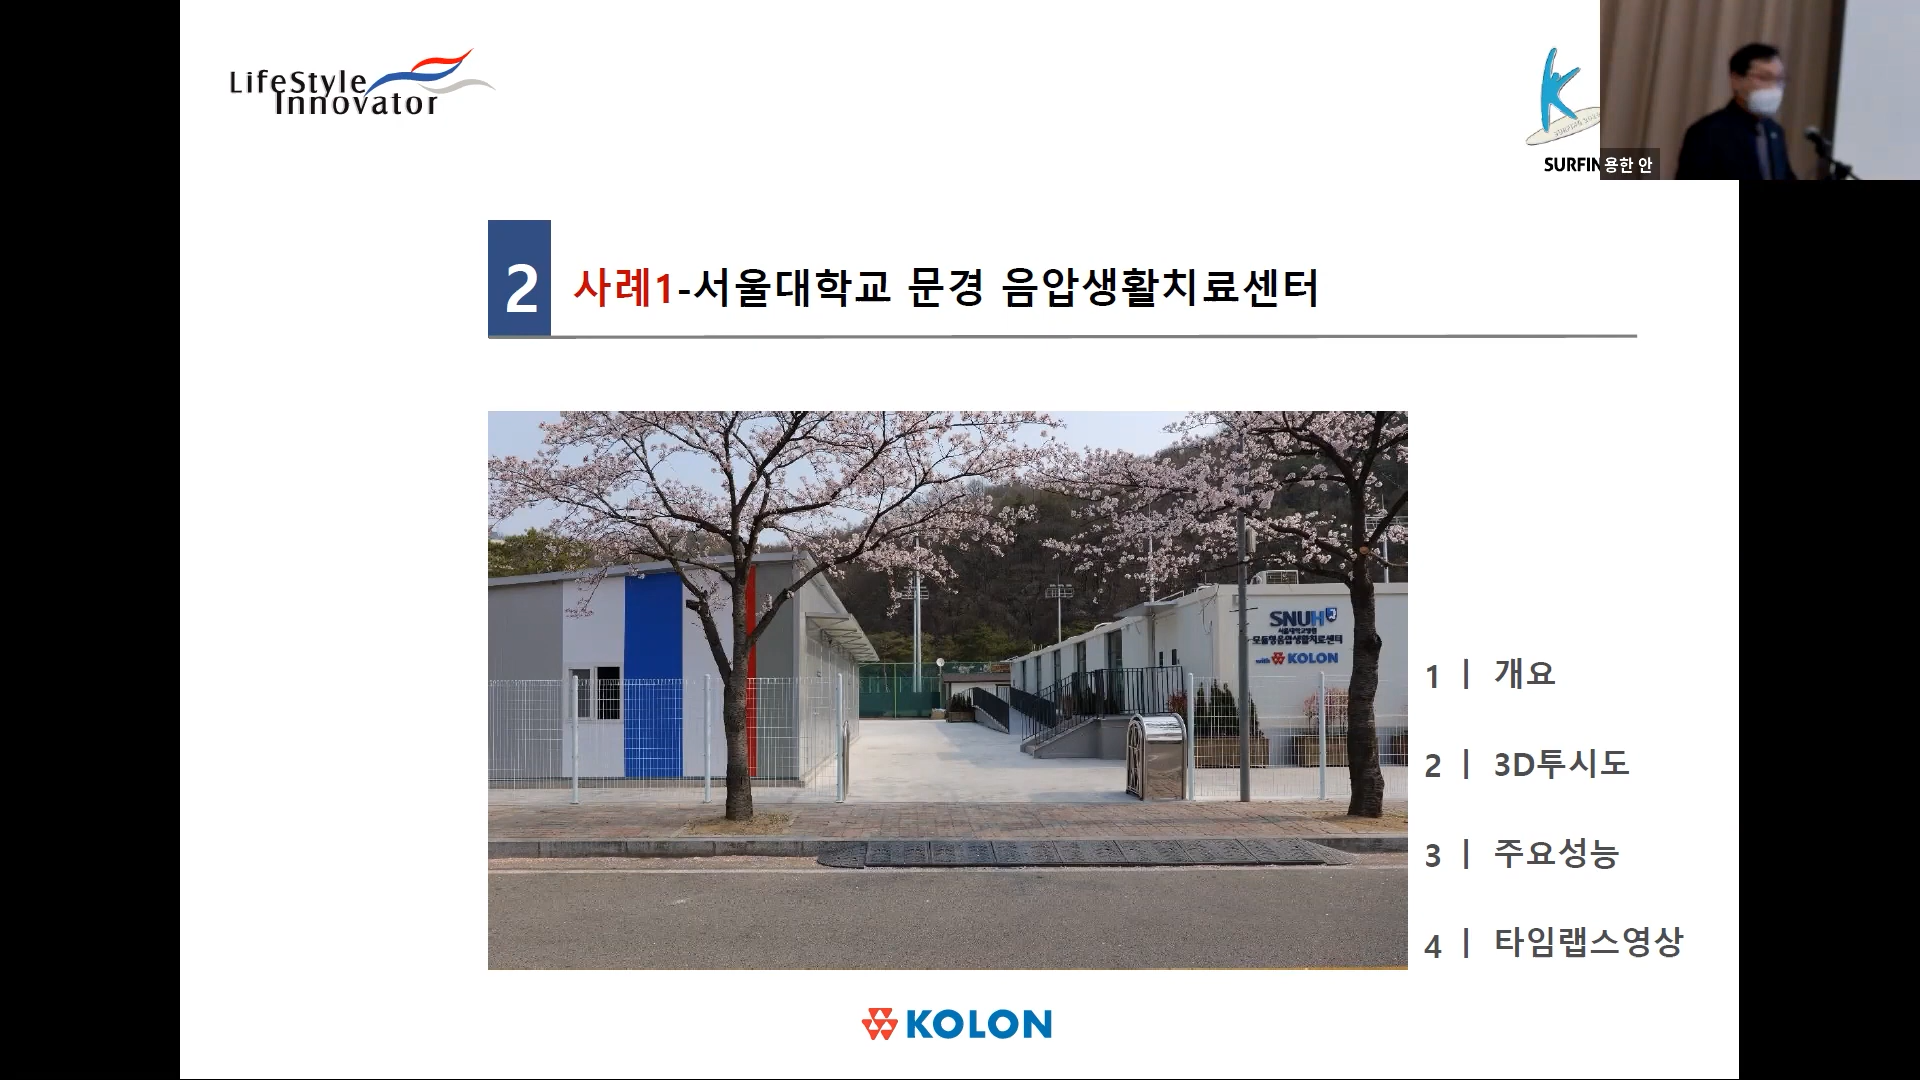 LifeStyle
Innovator
SURFIN
용한 안
2
사례1-서울대학교 문경 음압생활치료센터
SNUH
서울대학교병원
모듈형음압생활치료센터
with KOLON
1 | 개요
2 | 3D투시도
3 | 주요성능
4 | 타임랩스영상
KOLON